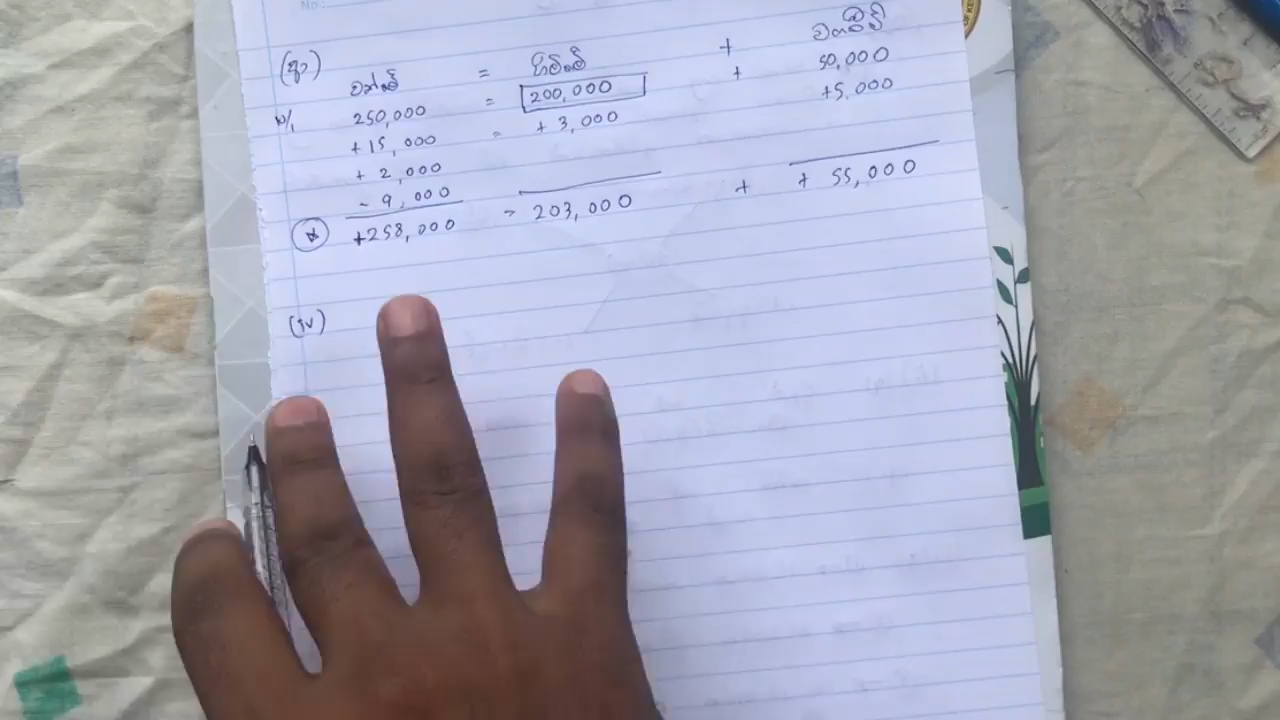 No:
වත්කම් = හිමිකම් + වගකීම්
250,000 = 200,000 + 50,000
+15,000 = +3,000 +5,000
+2,000
-9,000
+258,000 = 203,000 + +55,000
(iv)